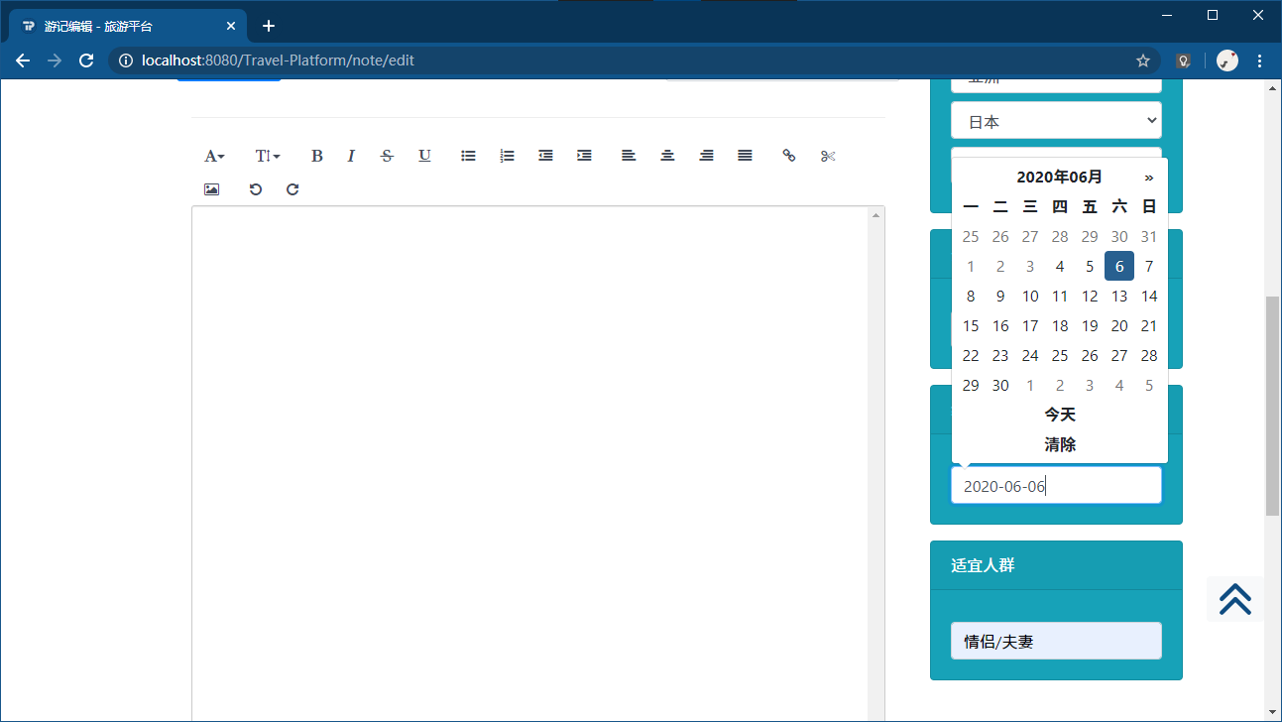 游记编辑 - 旅游平台
localhost:8080/Travel-Platform/note/edit
日本
B I S U
2020年06月 »
一 二 三 四 五 六 日
25 26 27 28 29 30 31
1 2 3 4 5 6 7
8 9 10 11 12 13 14
15 16 17 18 19 20 21
22 23 24 25 26 27 28
29 30 1 2 3 4 5
今天
清除
2020-06-06
适宜人群
情侣/夫妻